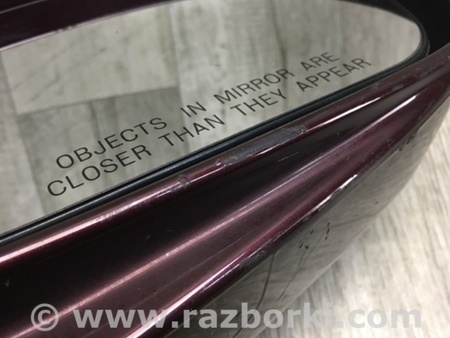 OBJECTS IN MIRROR ARE
CLOSER THAN THEY APPEAR
© www.razborki.com